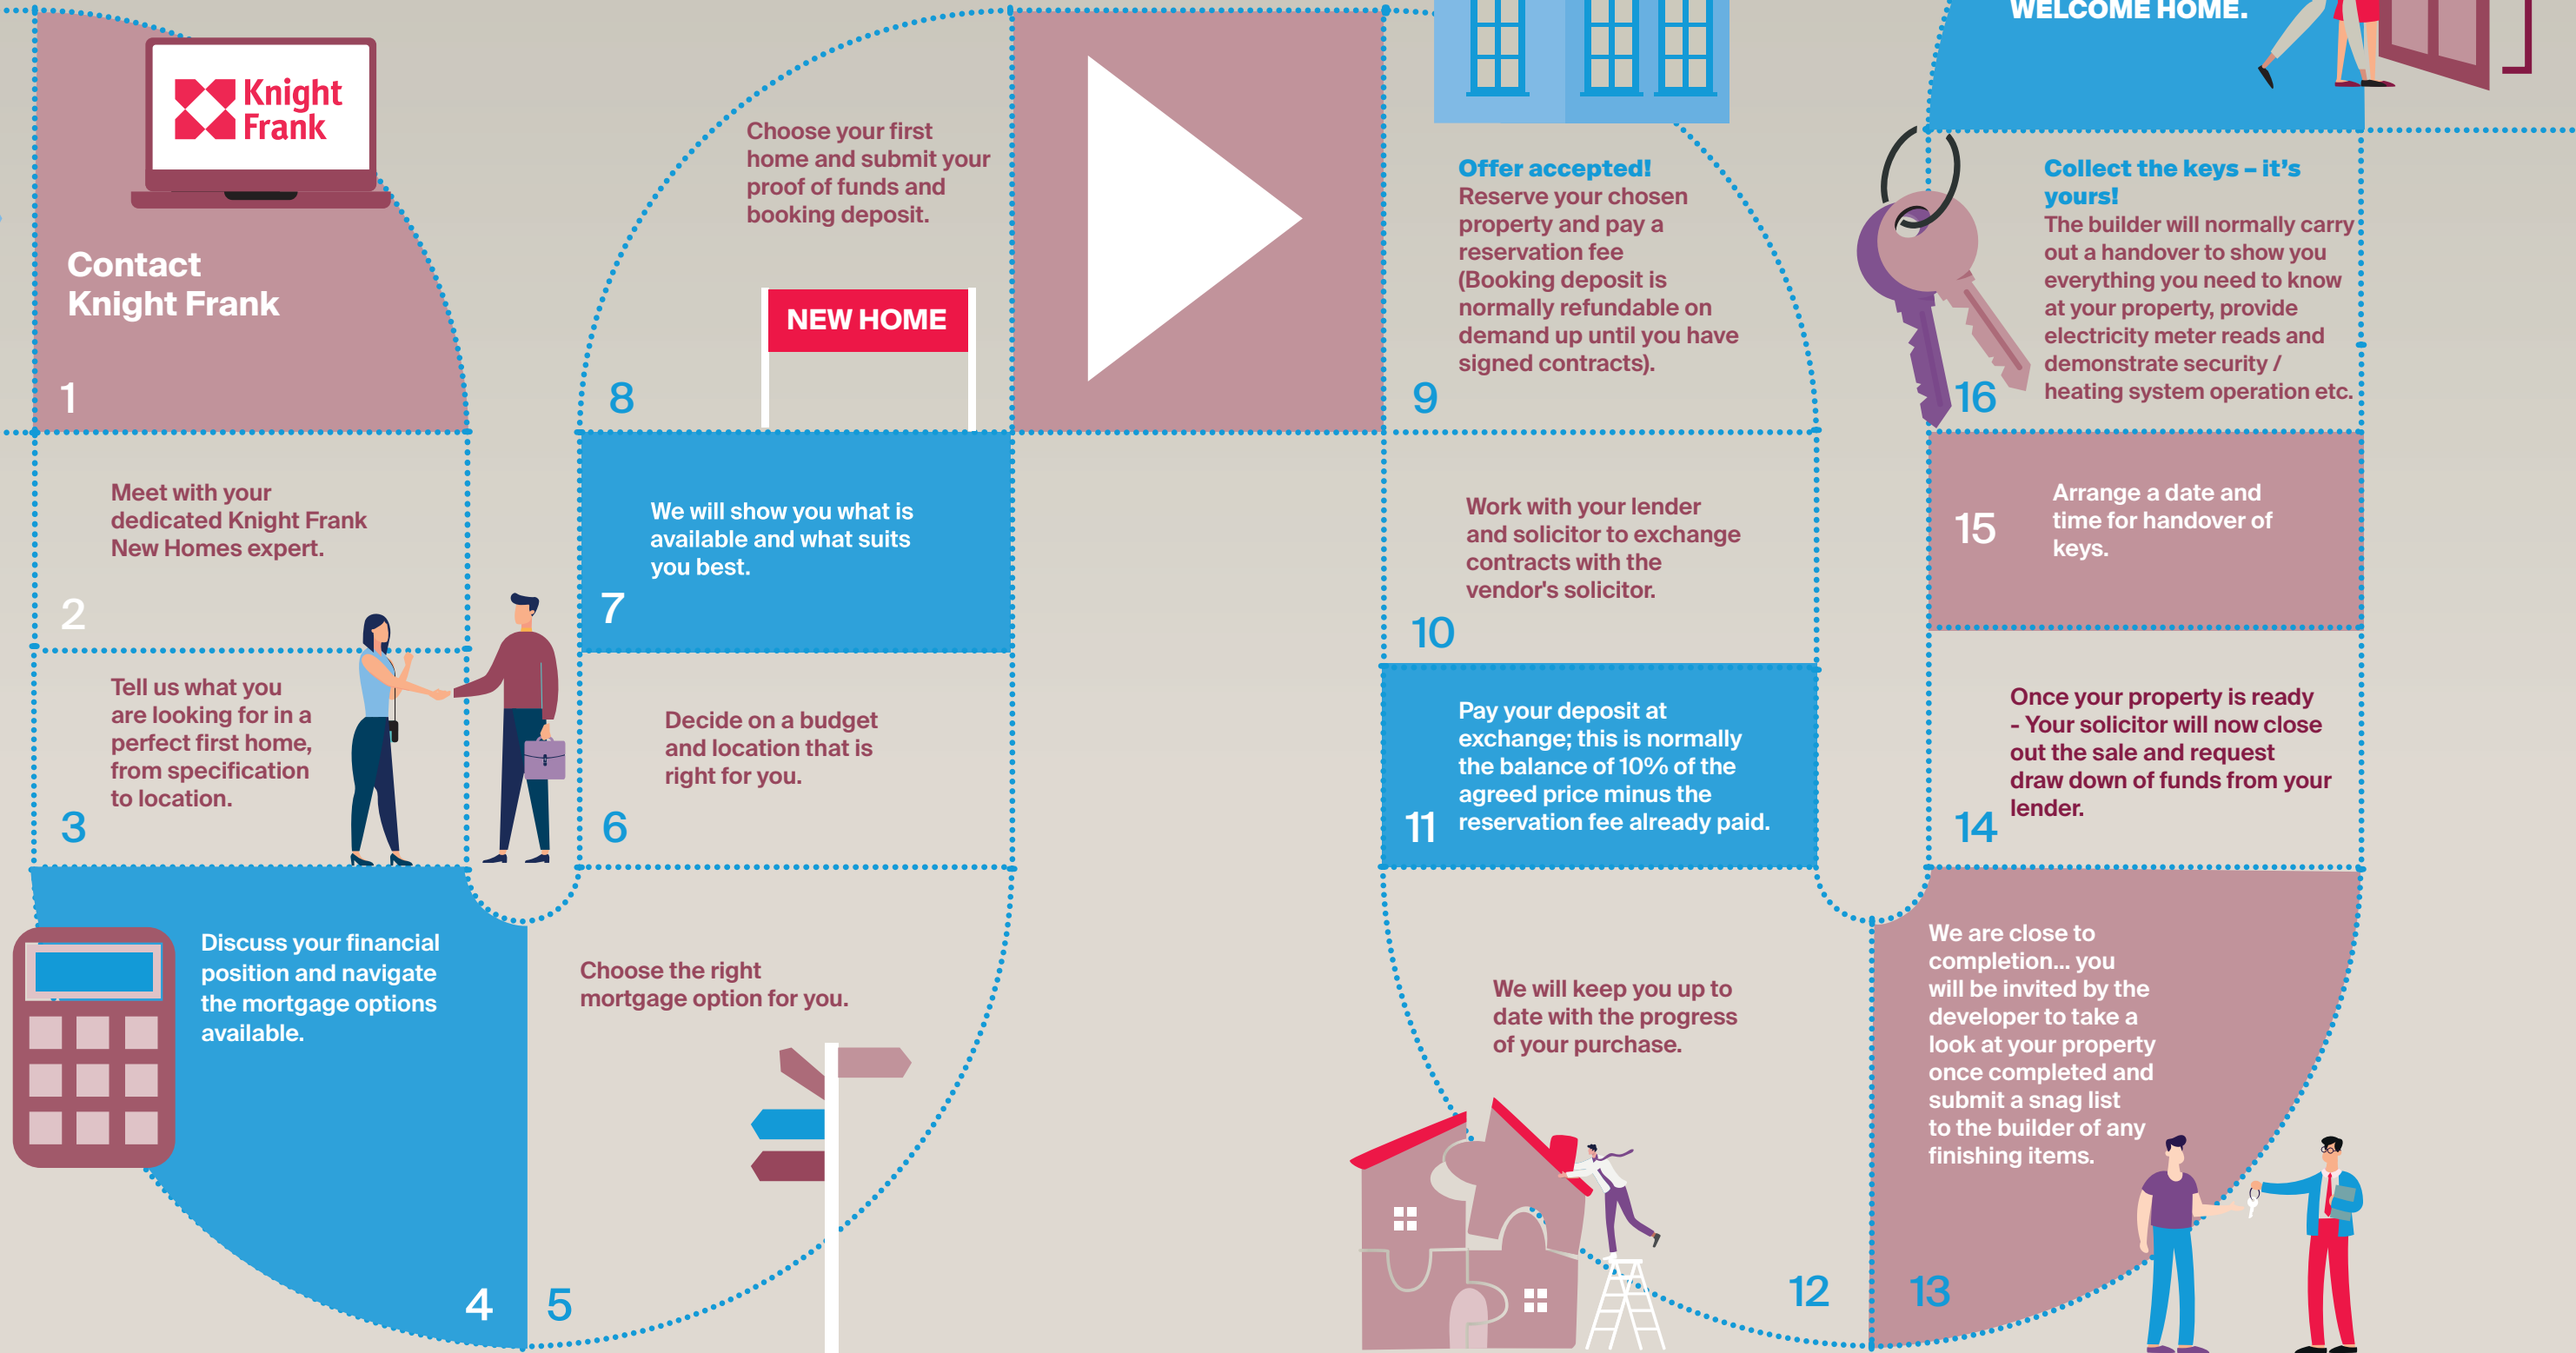 Knight
Frank
Contact
Knight Frank
1
Meet with your
dedicated Knight Frank
New Homes expert.
2
Tell us what you
are looking for in a
perfect first home,
from specification
to location.
3
Discuss your financial
position and navigate
the mortgage options
available.
4
Choose the right
mortgage option for you.
5
Decide on a budget
and location that is
right for you.
6
We will show you what is
available and what suits
you best.
7
Choose your first
home and submit your
proof of funds and
booking deposit.
NEW HOME
8
Offer accepted!
Reserve your chosen
property and pay a
reservation fee
(Booking deposit is
normally refundable on
demand up until you have
signed contracts).
9
Work with your lender
and solicitor to exchange
contracts with the
vendor's solicitor.
10
Pay your deposit at
exchange; this is normally
the balance of 10% of the
agreed price minus the
reservation fee already paid.
11
We will keep you up to
date with the progress
of your purchase.
12
We are close to
completion... you
will be invited by the
developer to take a
look at your property
once completed and
submit a snag list
to the builder of any
finishing items.
13
Once your property is ready
- Your solicitor will now close
out the sale and request
draw down of funds from your
lender.
14
Arrange a date and
time for handover of
keys.
15
Collect the keys – it’s
yours!
The builder will normally carry
out a handover to show you
everything you need to know
at your property, provide
electricity meter reads and
demonstrate security /
heating system operation etc.
16
WELCOME HOME.